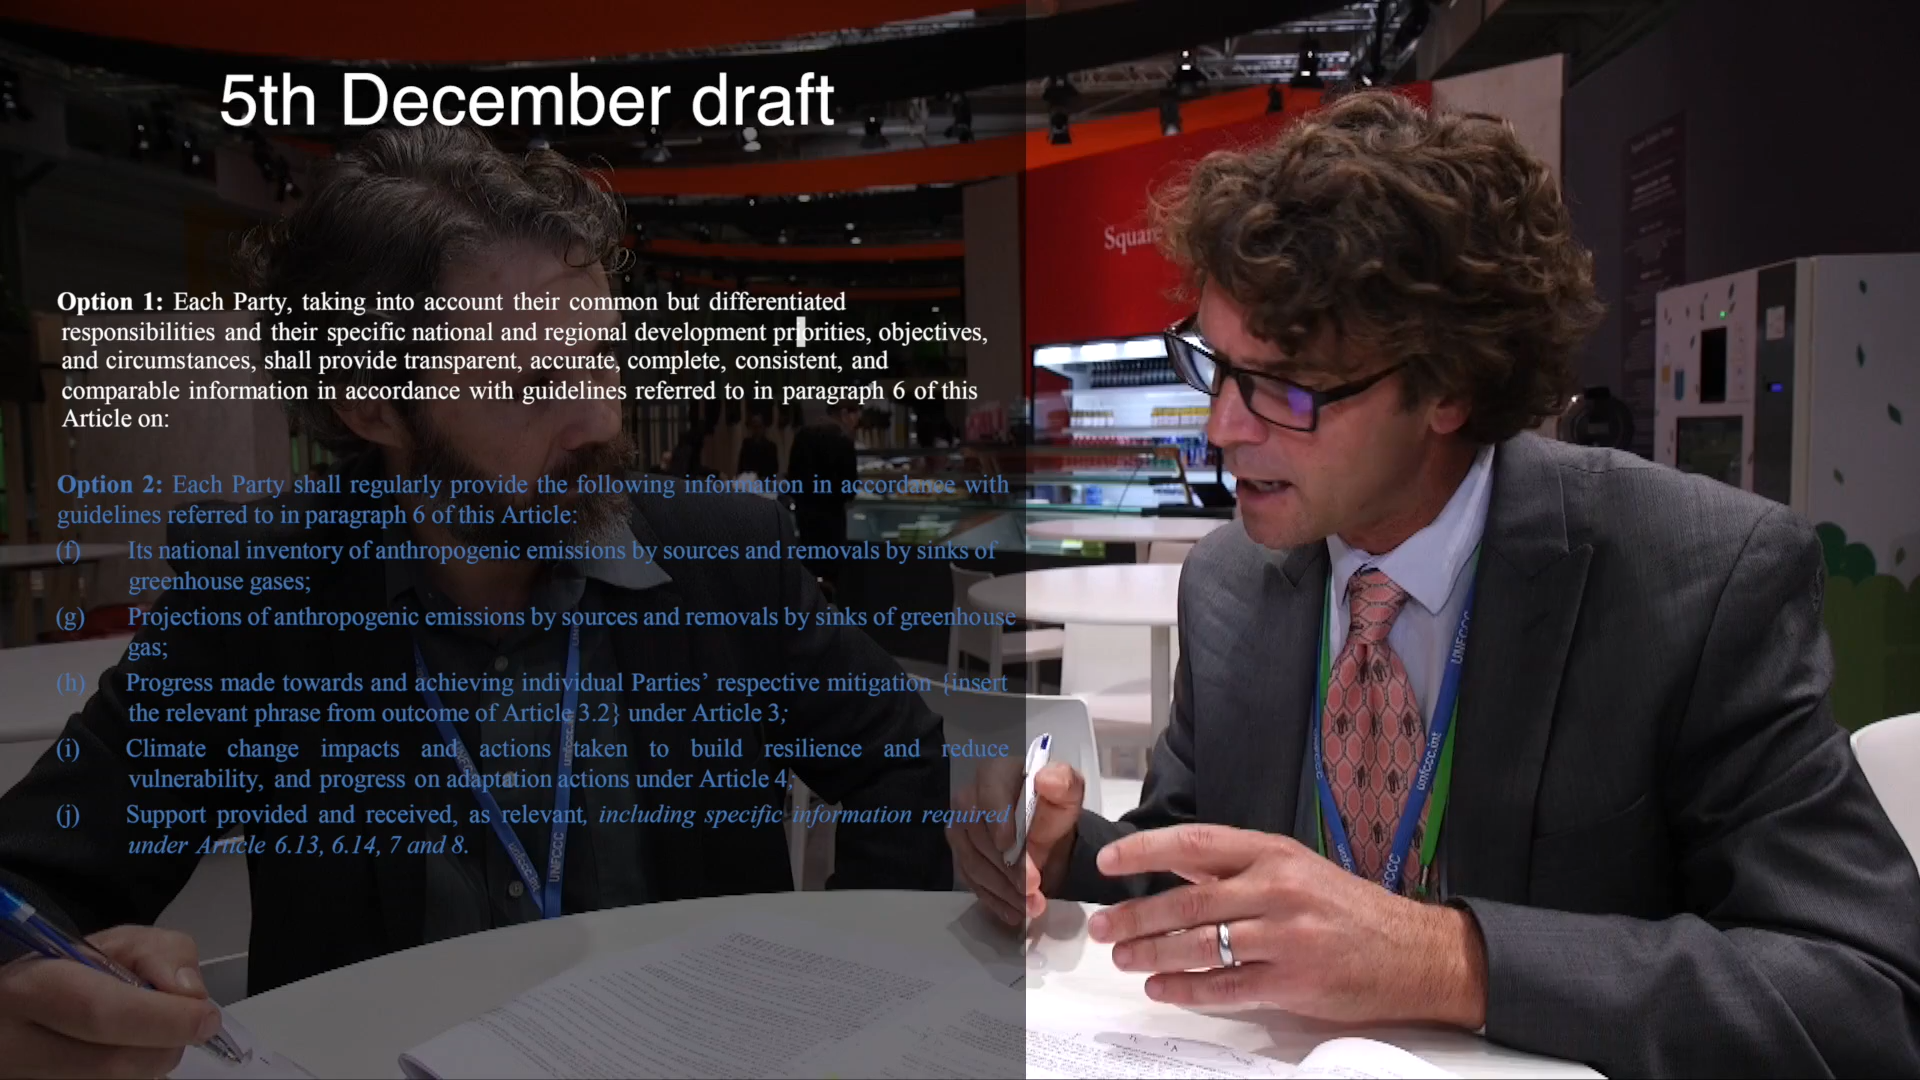 5th December draft
Square
Option 1: Each Party, taking into account their common but differentiated
responsibilities and their specific national and regional development priorities, objectives,
and circumstances, shall provide transparent, accurate, complete, consistent, and
comparable information in accordance with guidelines referred to in paragraph 6 of this
Article on:
Option 2: Each Party shall regularly provide the following information in accordance with
guidelines referred to in paragraph 6 of this Article:
(f) Its national inventory of anthropogenic emissions by sources and removals by sinks of
greenhouse gases;
(g) Projections of anthropogenic emissions by sources and removals by sinks of greenhouse
gas;
(h) Progress made towards and achieving individual Parties’ respective mitigation {insert
the relevant phrase from outcome of Article 3.2} under Article 3;
(i) Climate change impacts and actions taken to build resilience and reduce
vulnerability, and progress on adaptation actions under Article 4;
(j) Support provided and received, as relevant, including specific information required
under Article 6.13, 6.14, 7 and 8.
unfccc.int
UNFCCC
UNFCCC
unfccc.int